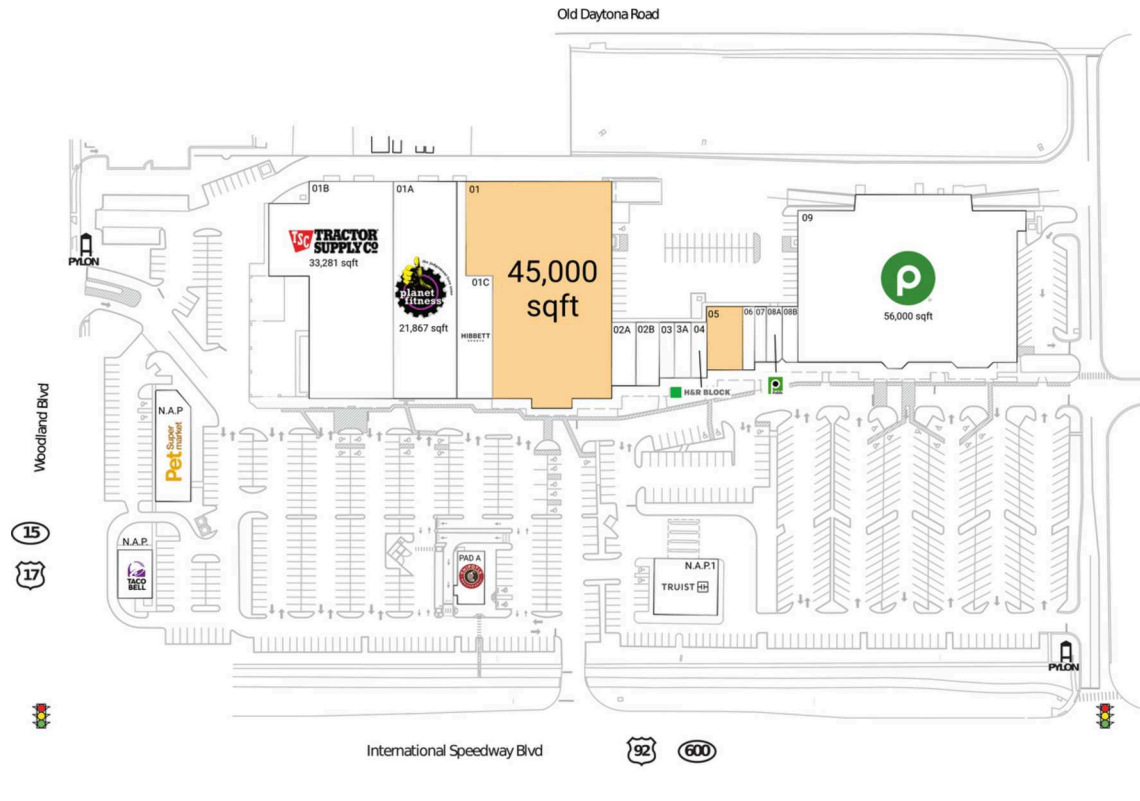 Old Daytona Road
01B
01A
01
09
TSC TRACTOR
SUPPLY CO
33,281 sqft
PYLON
planet
fitness
21,867 sqft
01C
HIBBETT
45,000
sqft
56,000 sqft
02A
02B
03
3A
04
05
06
07
08A
08B
H&R BLOCK
Woodland Blvd
N.A.P
Pet Super
market
15
17
N.A.P.
TACO
BELL
PAD A
N.A.P.1
TRUIST
PYLON
International Speedway Blvd
92
600